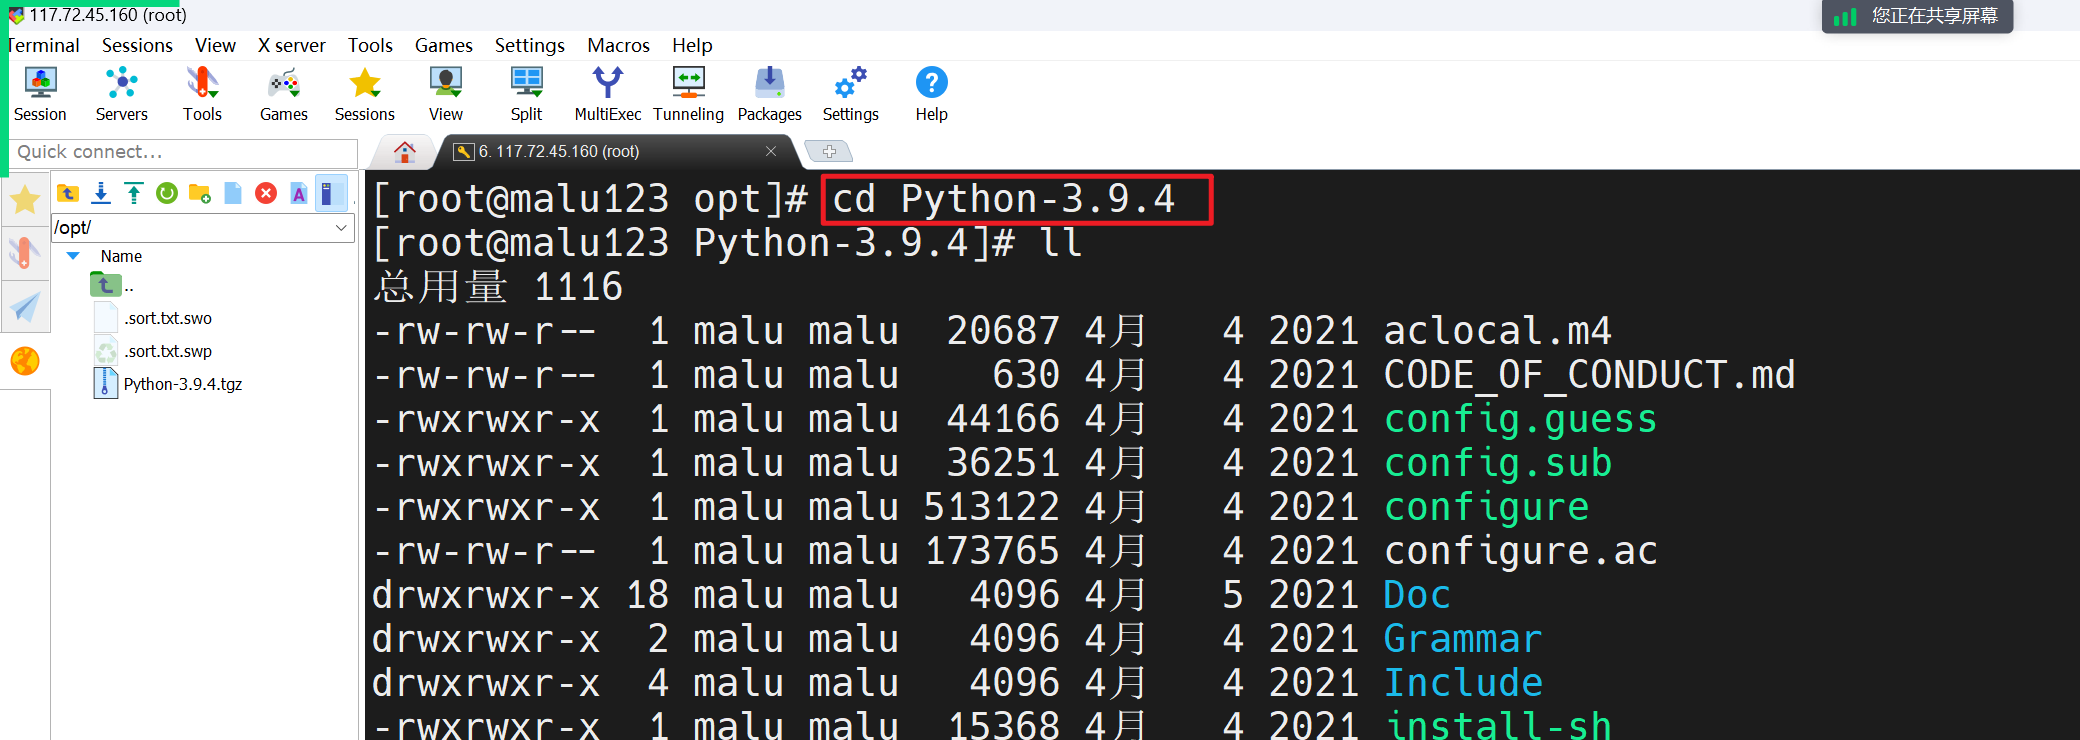 117.72.45.160 (root)
您正在共享屏幕
Terminal Sessions View X server Tools Games Settings Macros Help
Session Servers Tools Games Sessions View Split MultiExec Tunneling Packages Settings Help
Quick connect...
6. 117.72.45.160 (root)
/opt/
Name
..
.sort.txt.swo
.sort.txt.swp
Python-3.9.4.tgz
[root@malu123 opt]# cd Python-3.9.4
[root@malu123 Python-3.9.4]# ll
总用量 1116
-rw-rw-r-- 1 malu malu 20687 4月 4 2021 aclocal.m4
-rw-rw-r-- 1 malu malu 630 4月 4 2021 CODE_OF_CONDUCT.md
-rwxrwxr-x 1 malu malu 44166 4月 4 2021 config.guess
-rwxrwxr-x 1 malu malu 36251 4月 4 2021 config.sub
-rwxrwxr-x 1 malu malu 513122 4月 4 2021 configure
-rw-rw-r-- 1 malu malu 173765 4月 4 2021 configure.ac
drwxrwxr-x 18 malu malu 4096 4月 5 2021 Doc
drwxrwxr-x 2 malu malu 4096 4月 4 2021 Grammar
drwxrwxr-x 4 malu malu 4096 4月 4 2021 Include
-rwxrwxr-x 1 malu malu 15368 4月 4 2021 install-sh